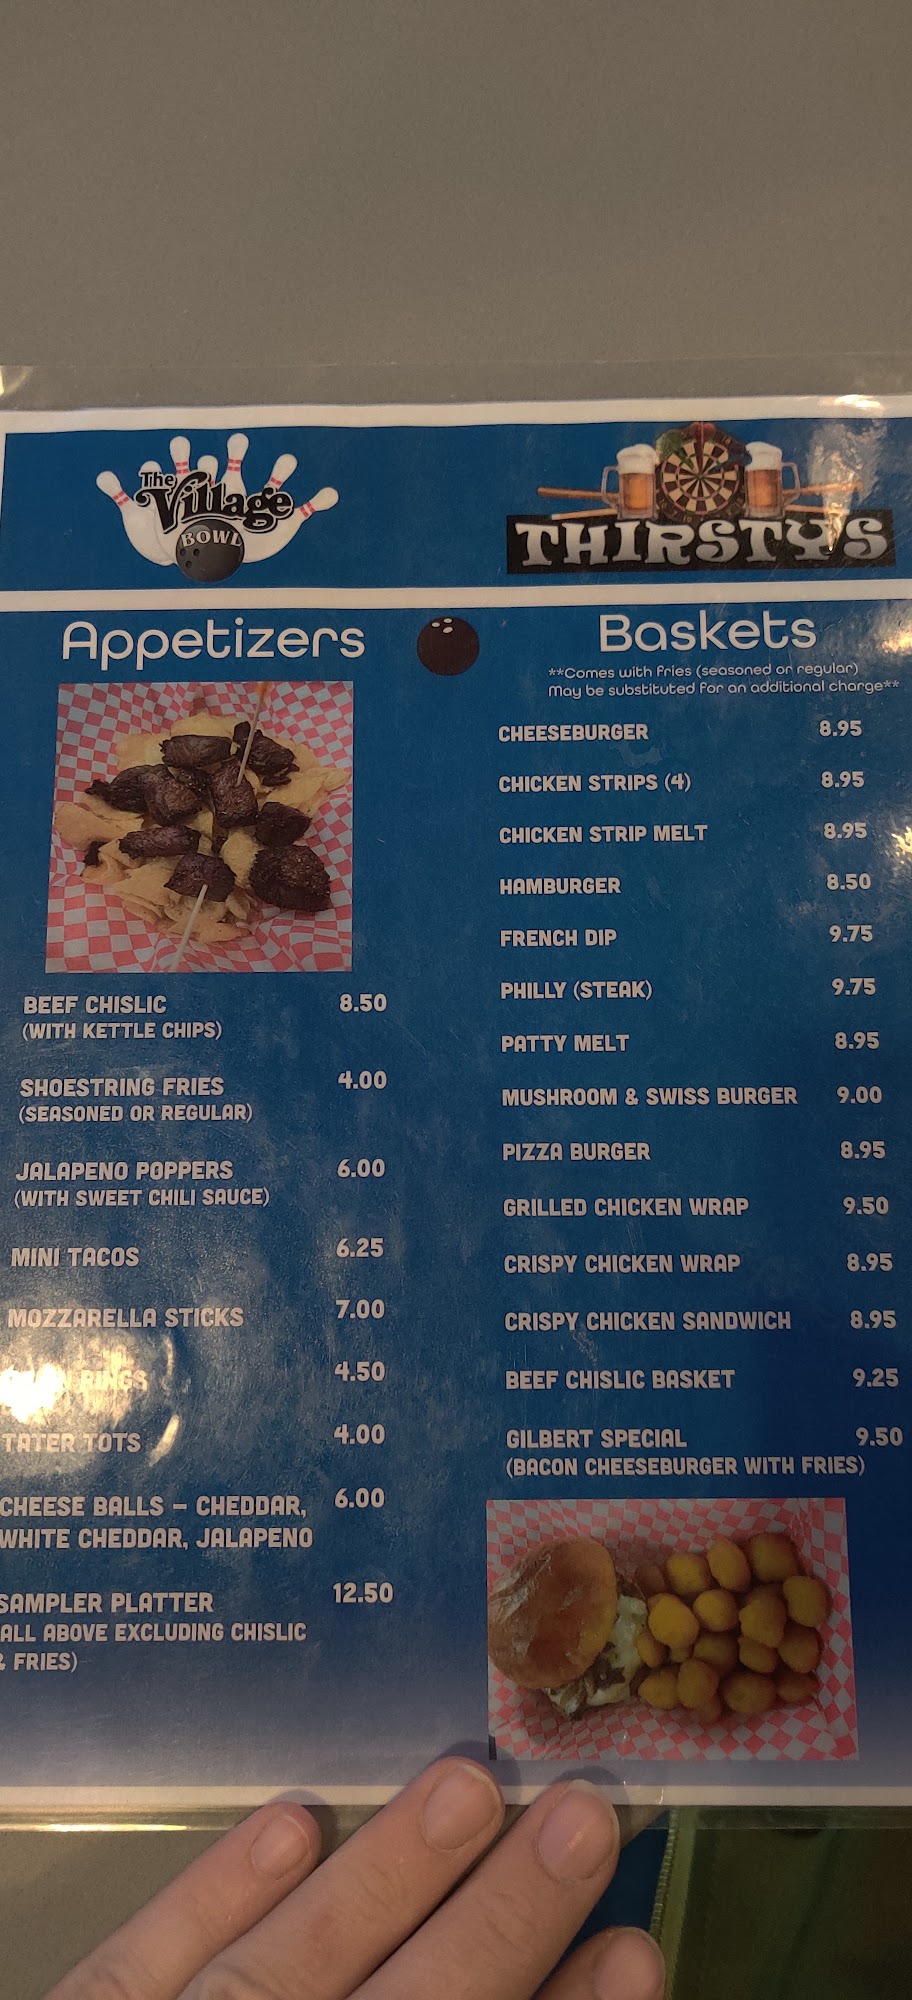 The
Village
BOWL
THIRSTY'S
Appetizers
BEEF CHISLIC 8.50
(WITH KETTLE CHIPS)
SHOESTRING FRIES 4.00
(SEASONED OR REGULAR)
JALAPENO POPPERS 6.00
(WITH SWEET CHILI SAUCE)
MINI TACOS 6.25
MOZZARELLA STICKS 7.00
RINGS 4.50
TATER TOTS 4.00
CHEESE BALLS – CHEDDAR, 6.00
WHITE CHEDDAR, JALAPENO
SAMPLER PLATTER 12.50
ALL ABOVE EXCLUDING CHISLIC
& FRIES)
Baskets
**Comes with fries (seasoned or regular)
May be substituted for an additional charge**
CHEESEBURGER 8.95
CHICKEN STRIPS (4) 8.95
CHICKEN STRIP MELT 8.95
HAMBURGER 8.50
FRENCH DIP 9.75
PHILLY (STEAK) 9.75
PATTY MELT 8.95
MUSHROOM & SWISS BURGER 9.00
PIZZA BURGER 8.95
GRILLED CHICKEN WRAP 9.50
CRISPY CHICKEN WRAP 8.95
CRISPY CHICKEN SANDWICH 8.95
BEEF CHISLIC BASKET 9.25
GILBERT SPECIAL 9.50
(BACON CHEESEBURGER WITH FRIES)